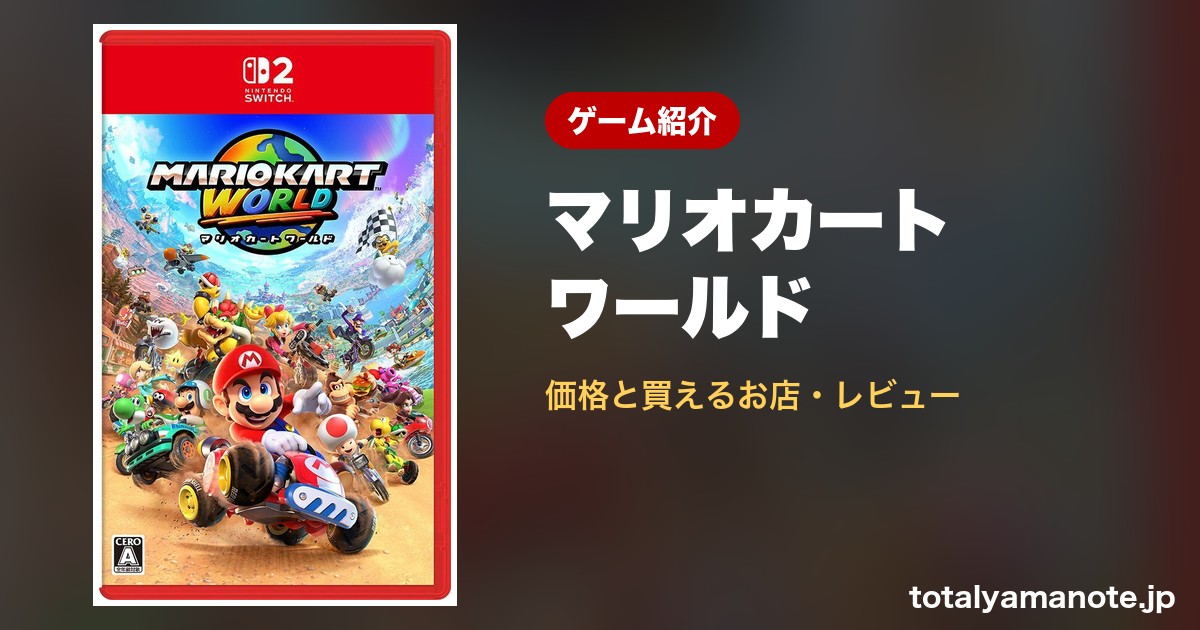 2
NINTENDO
SWITCH
MARIOKART
WORLD
マリオカート ワールド
M
CERO
A
ゲーム紹介
マリオカート
ワールド
価格と買えるお店・レビュー
totalyamanote.jp